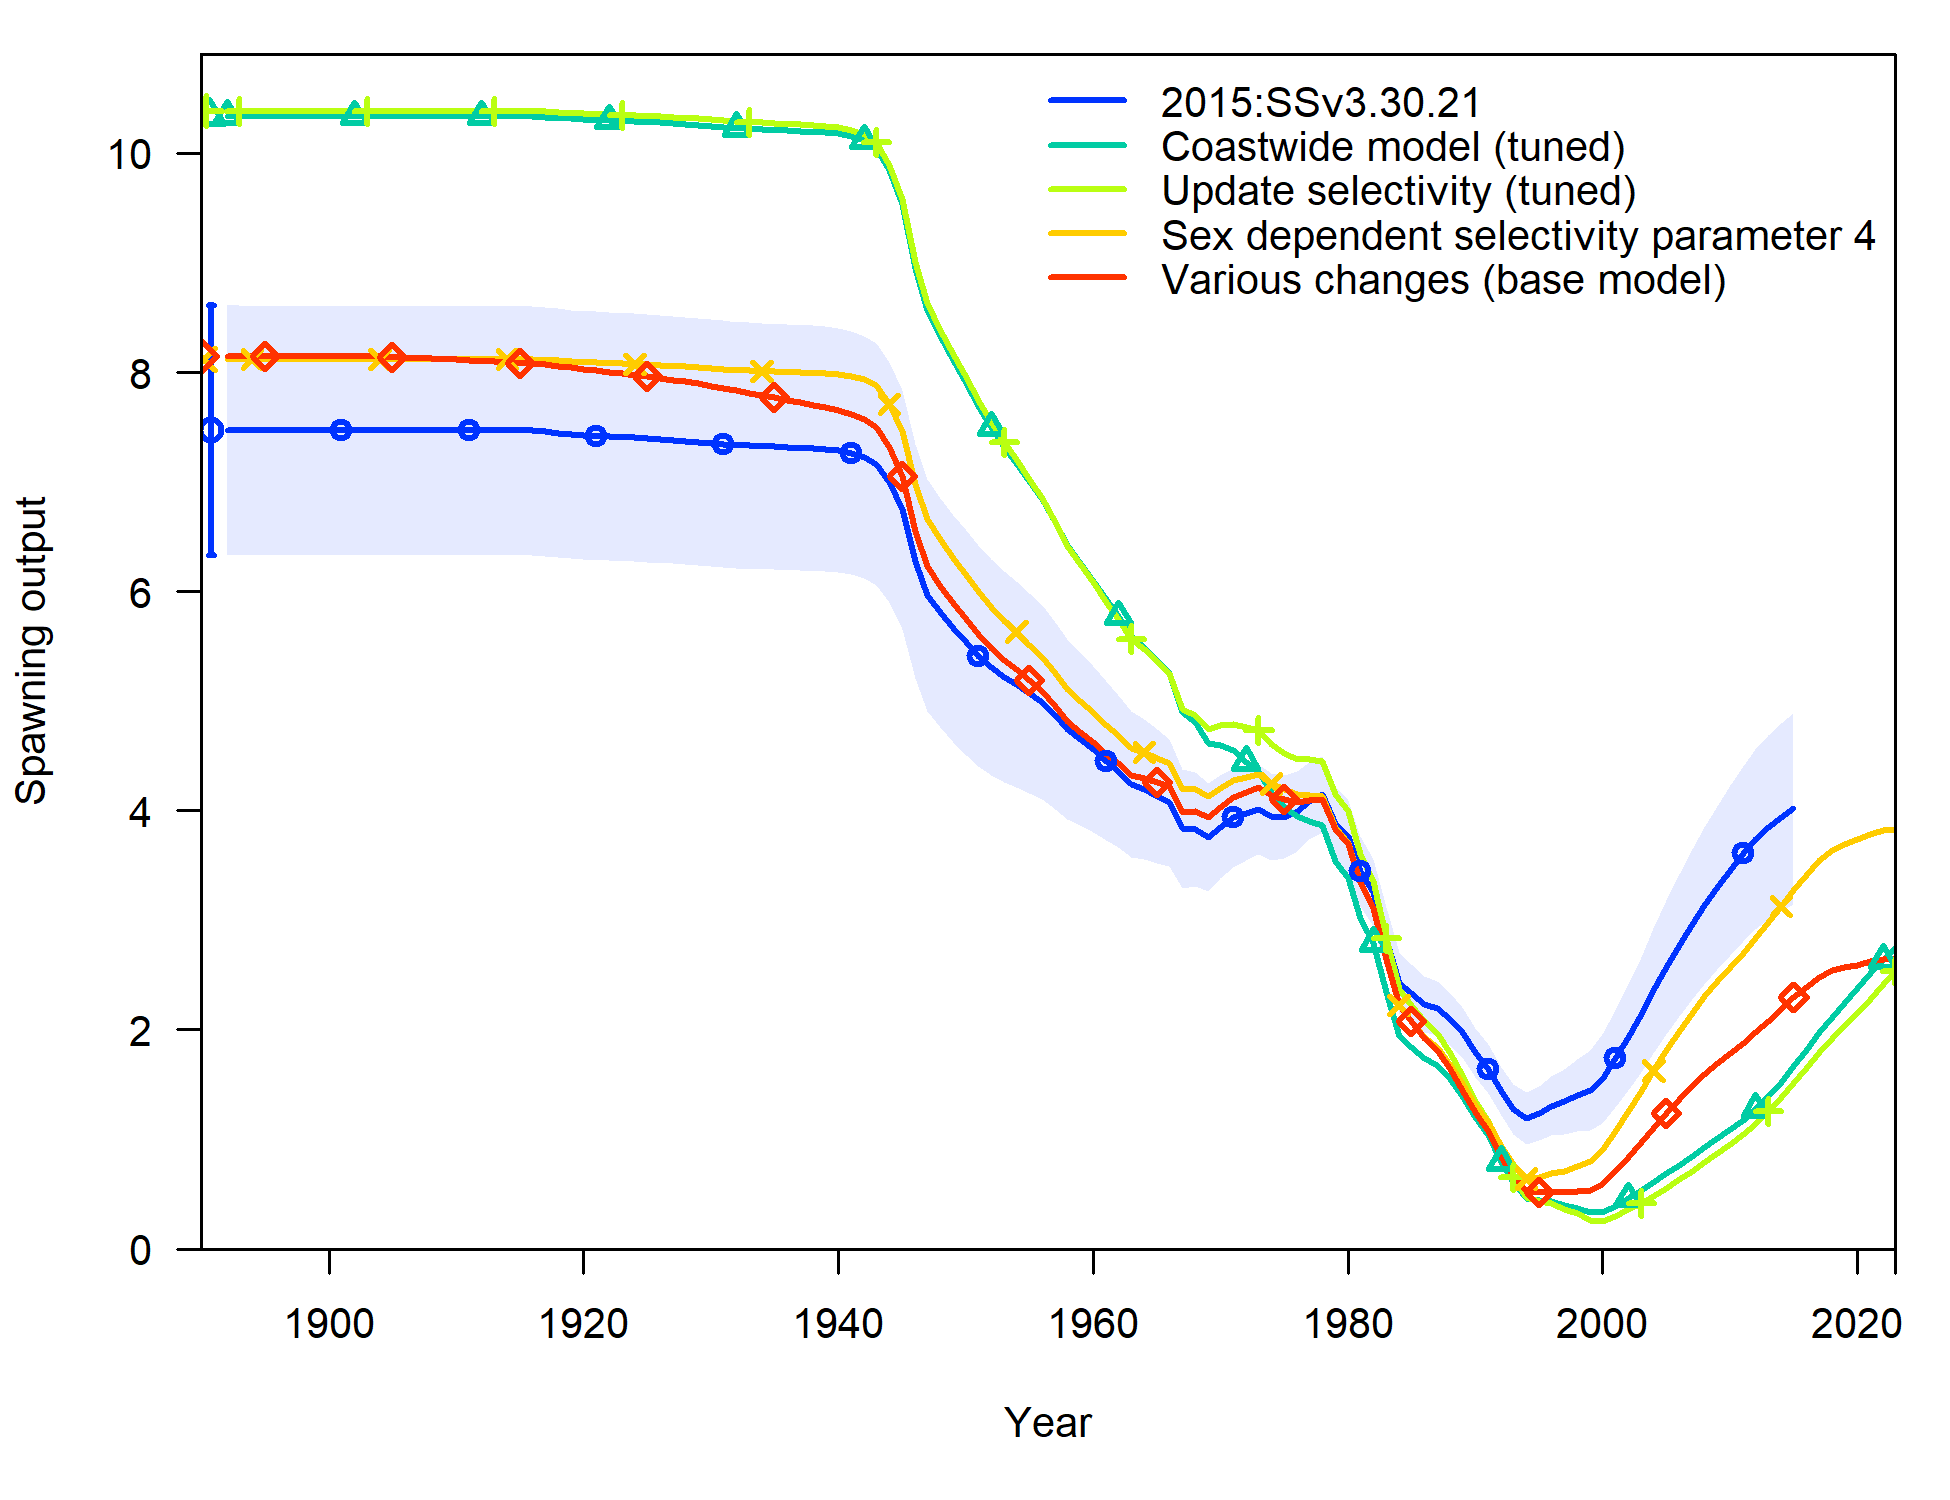 2015:SSv3.30.21
Coastwide model (tuned)
Update selectivity (tuned)
Sex dependent selectivity parameter 4
Various changes (base model)
Spawning output
10
8
6
4
2
0
1900 1920 1940 1960 1980 2000 2020
Year